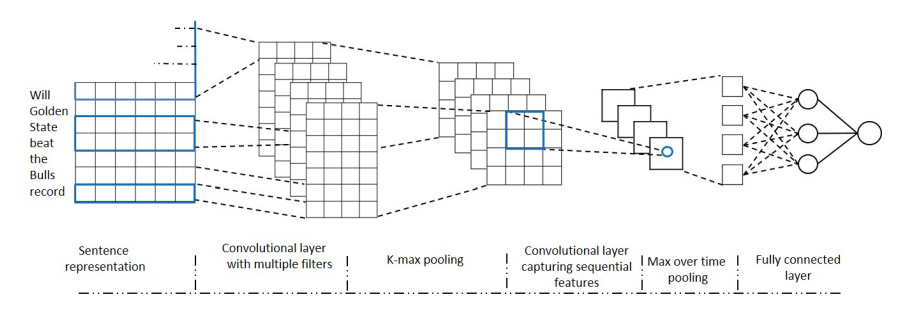 Will
Golden
State
beat
the
Bulls
record
Sentence
representation
Convolutional layer
with multiple filters
K-max pooling
Convolutional layer
capturing sequential
features
Max over time
pooling
Fully connected
layer